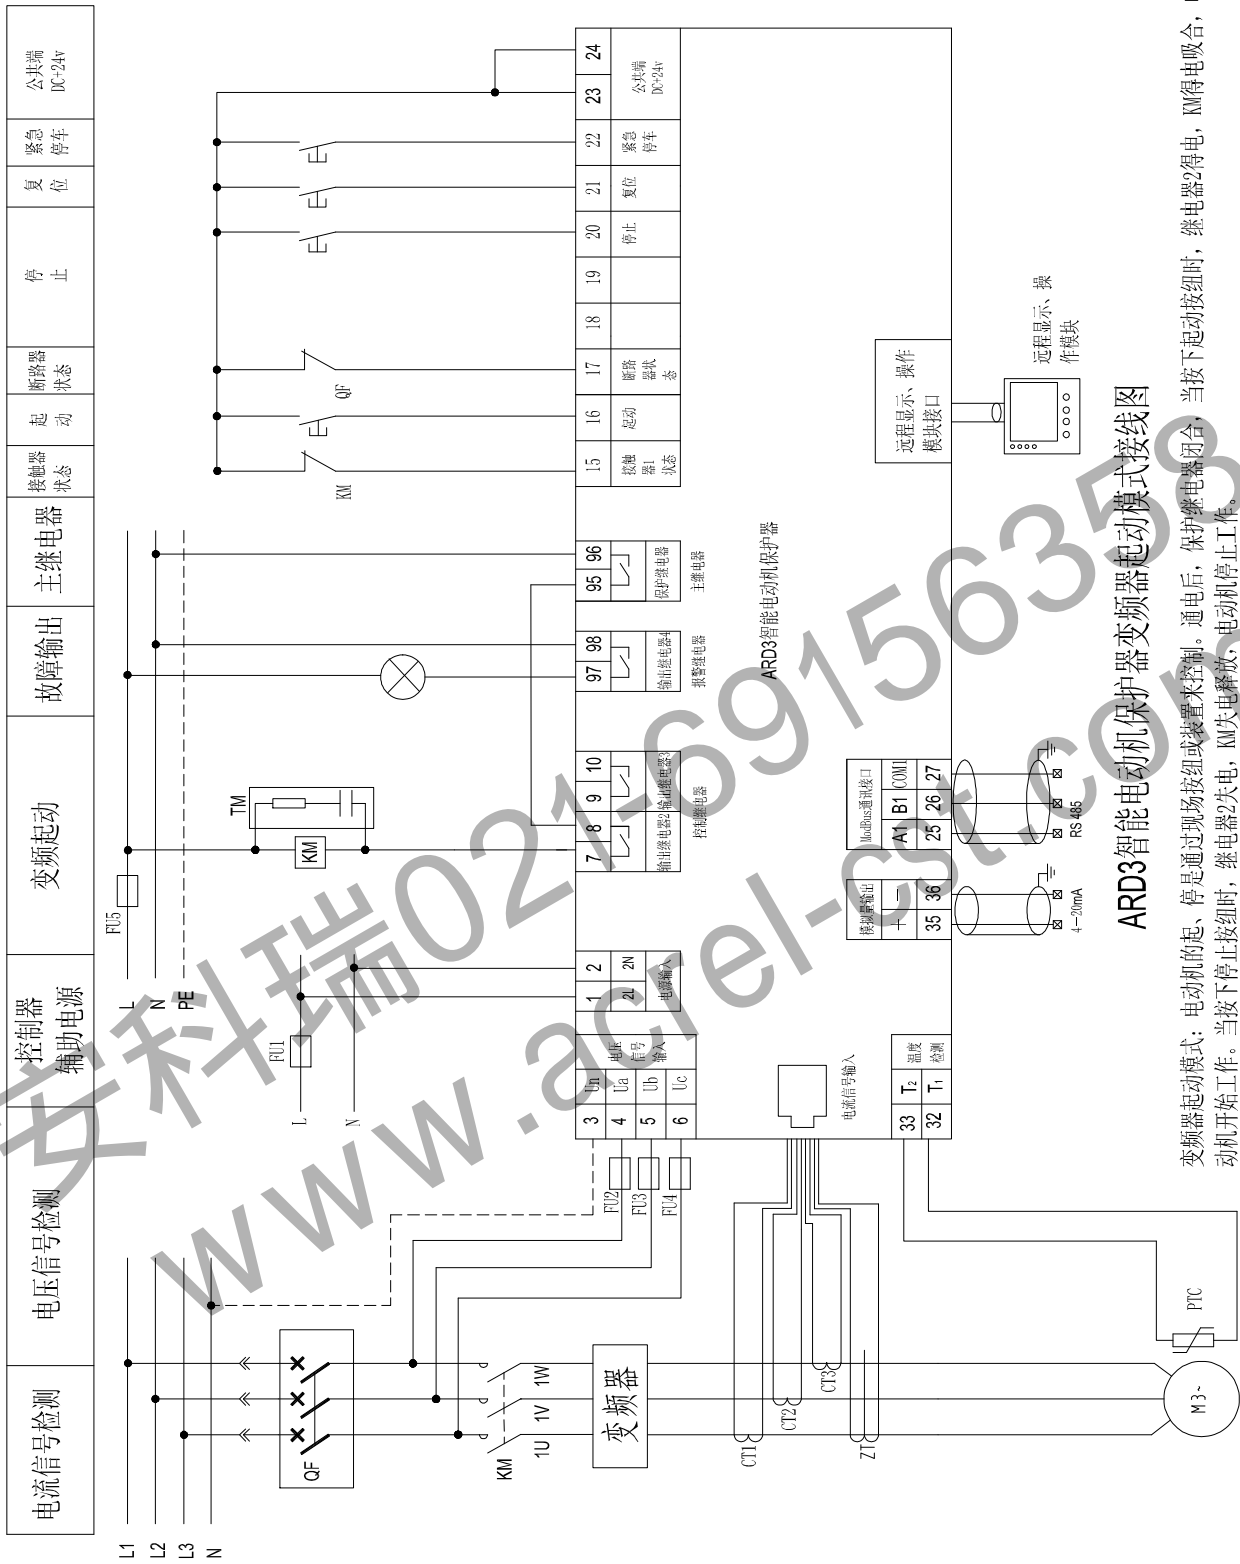 电流信号检测
电压信号检测
控制器
辅助电源
变频起动
故障输出
主继电器
接触器
状态
起
动
断路器
状态
停
止
复
位
紧急
停车
公共端
DC+24v
L1
L2
L3
N
QF
KM
1U
1V
1W
变频器
CT1
CT2
CT3
ZT
M3~
PTC
L
N
FU1
FU2
FU3
FU4
L
N
PE
FU5
KM
TM
KM
QF
3
Un
4
Ua
5
Ub
6
Uc
电压
信号
输入
1
2
2L
2N
电源输入
7
8
9
10
输出继电器2
输出继电器3
控制继电器
97
98
输出继电器4
报警继电器
95
96
保护继电器
主继电器
15
16
17
18
19
20
21
22
23
24
接触
器1
状态
起动
断路
器状
态
停止
复位
紧急
停车
公共端
DC+24v
ARD3智能电动机保护器
电流信号输入
33
T2
32
T1
温度
检测
模拟量输出
+
—
35
36
4-20mA
ModBus通讯接口
A1
B1
COM1
25
26
27
RS485
远程显示、操作
模块接口
远程显示、操
作模块
ARD3智能电动机保护器变频器起动模式接线图
变频器起动模式：电动机的起、停是通过现场按纽或装置来控制。通电后，保护继电器闭合，当按下起动按纽时，继电器2得电，KM得电吸合，
动机开始工作。当按下停止按纽时，继电器2失电，KM失电释放，电动机停止工作。
安科瑞021-69156358
www.acrel-cst.com